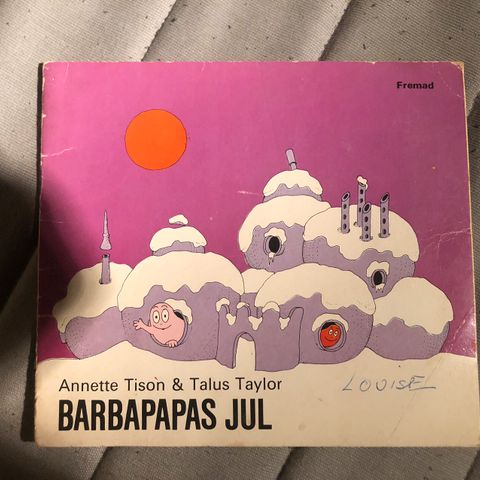 Fremad
Annette Tison & Talus Taylor
LOUISE
BARBAPAPAS JUL